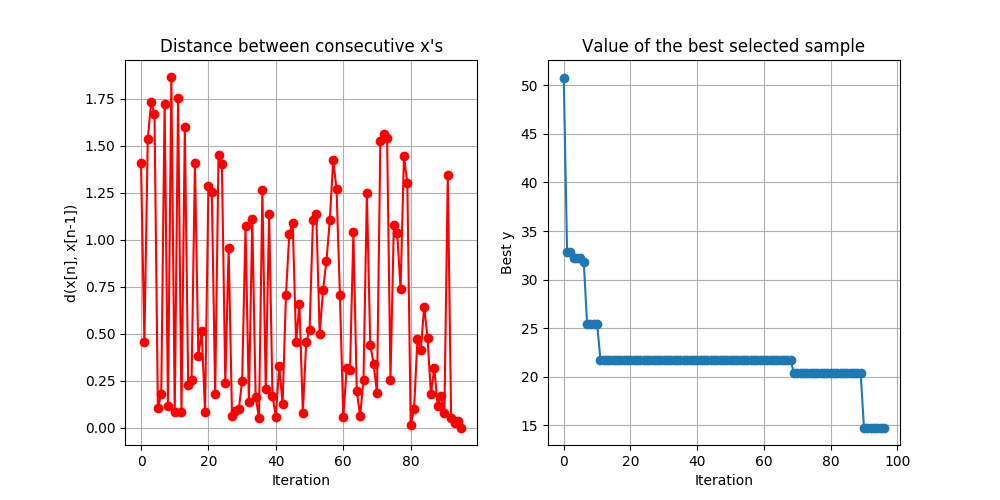 Distance between consecutive x's
d(x[n], x[n-1])
1.75
1.50
1.25
1.00
0.75
0.50
0.25
0.00
0 20 40 60 80
Iteration
Value of the best selected sample
Best y
50
45
40
35
30
25
20
15
0 20 40 60 80 100
Iteration